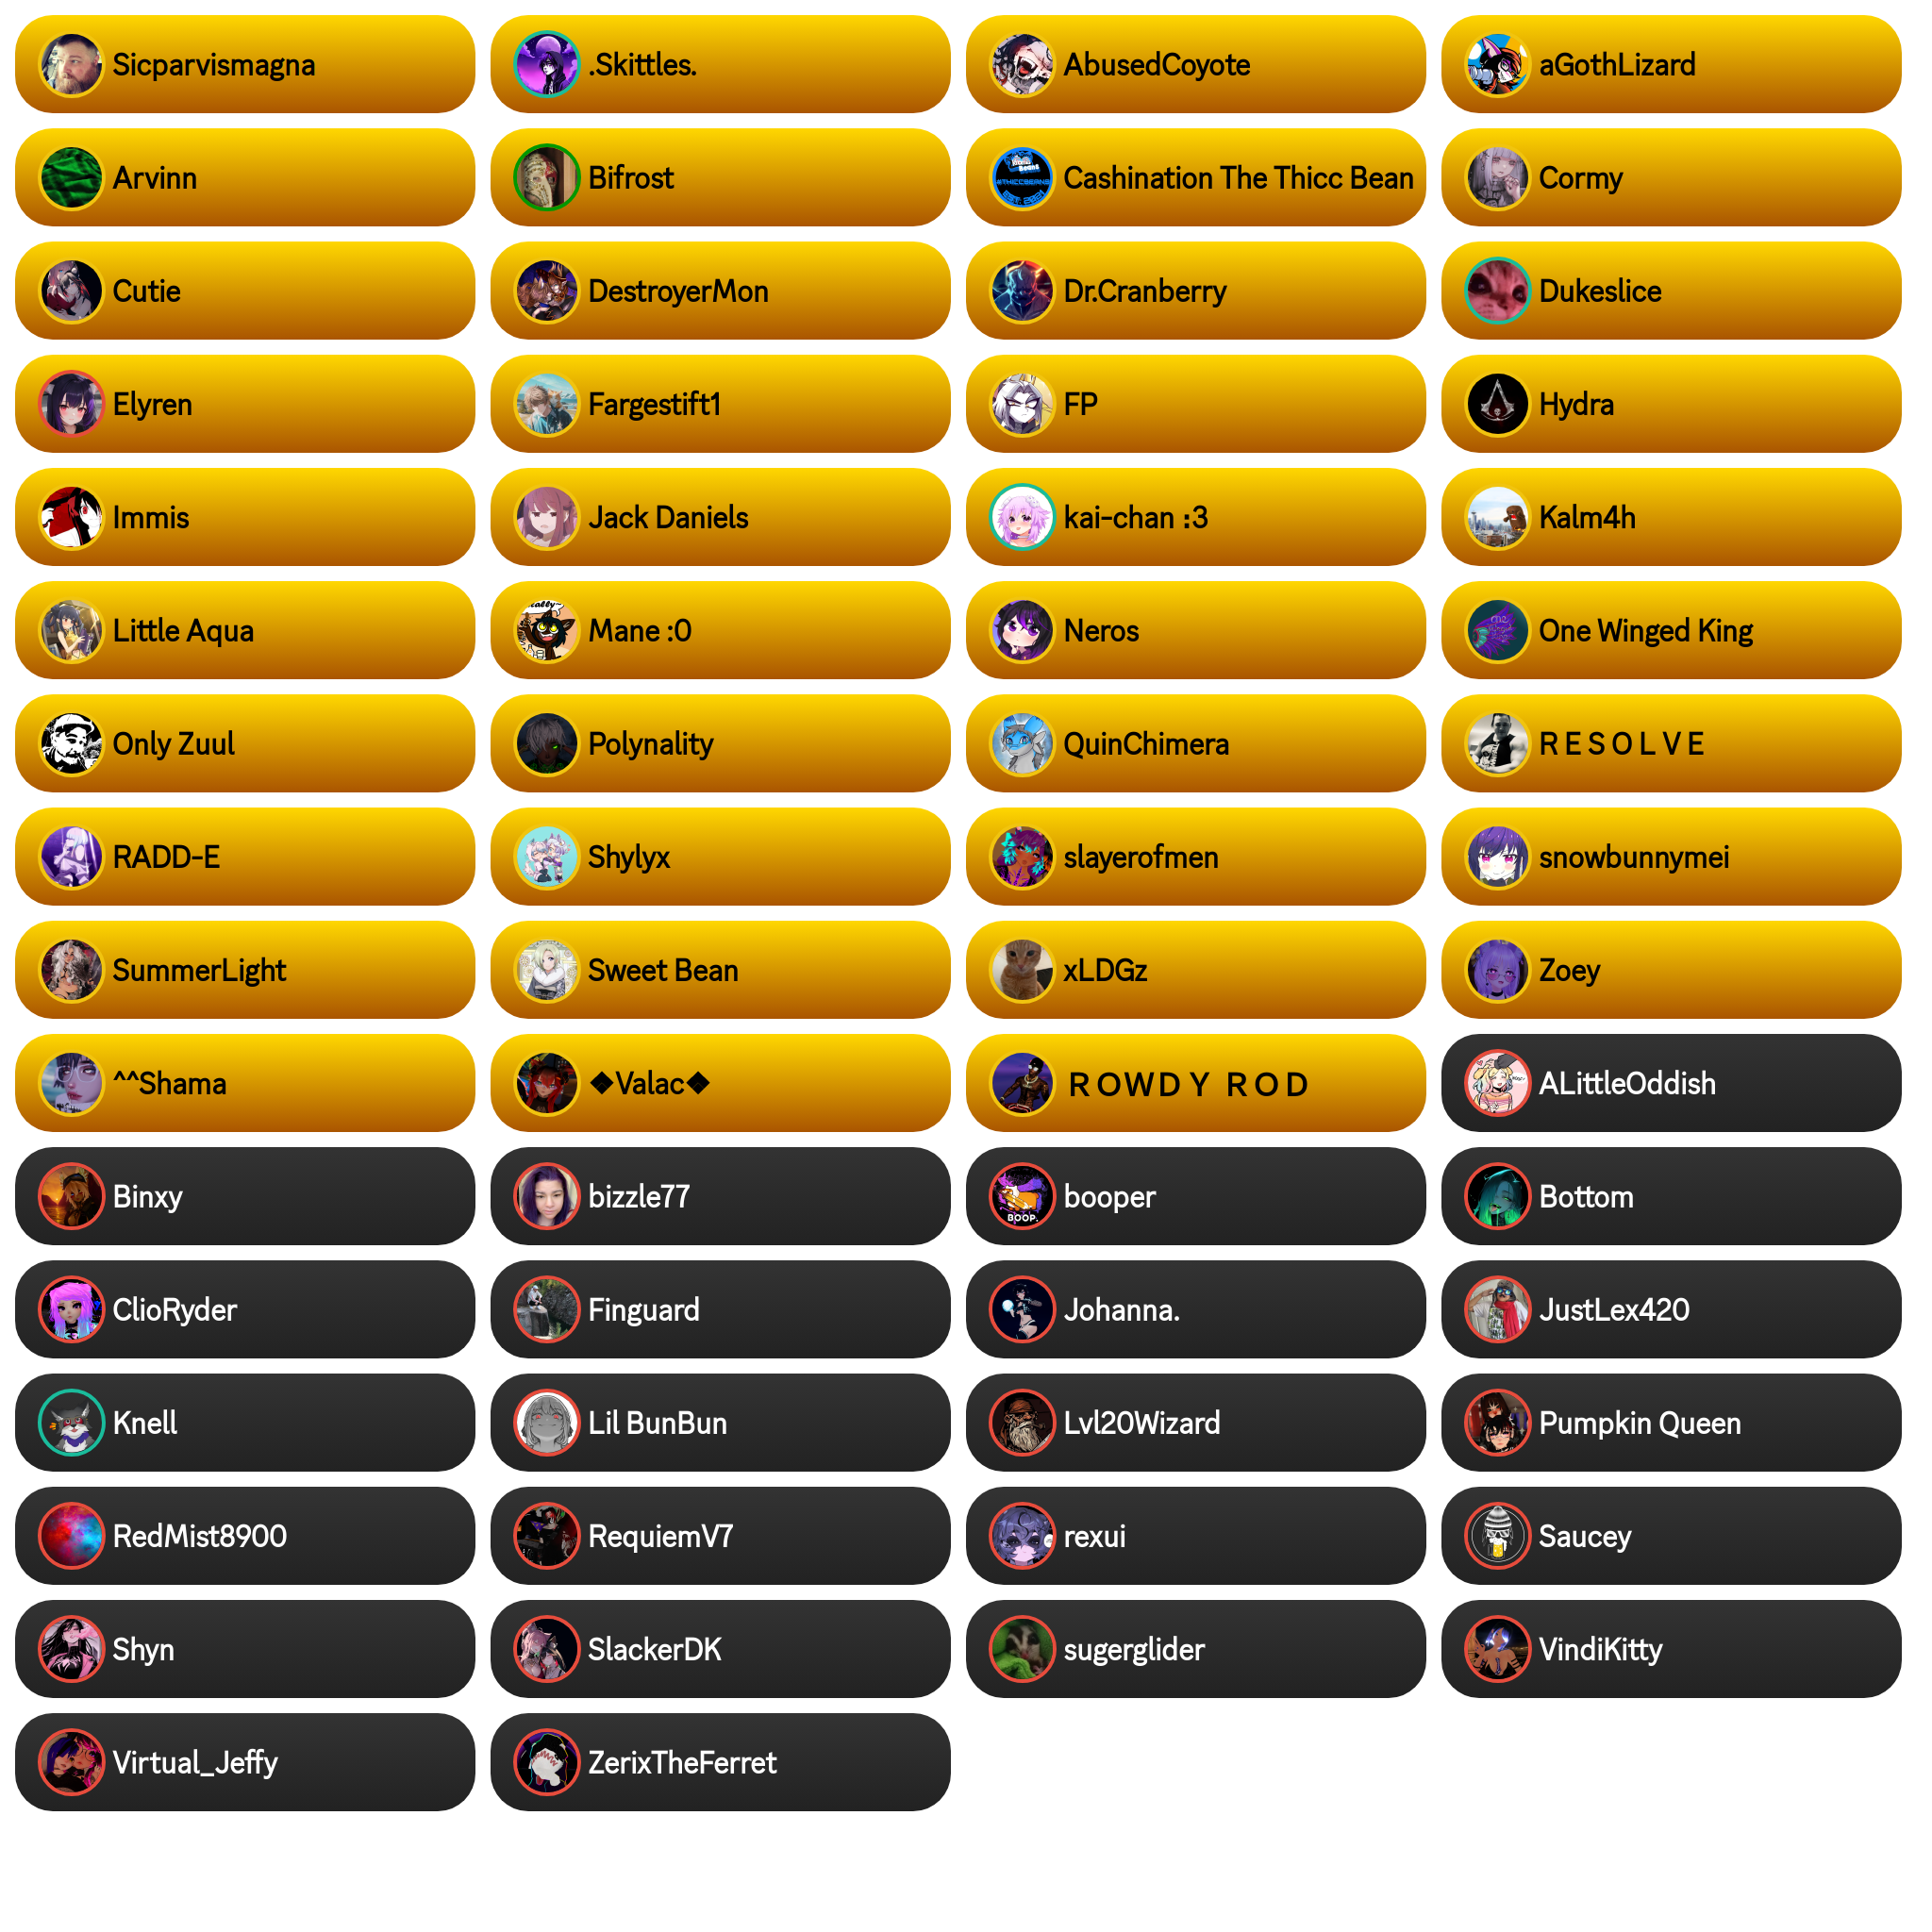 Sicparvismagna
.Skittles.
AbusedCoyote
aGothLizard
Arvinn
Bifrost
Cashination The Thicc Bean
Cormy
Cutie
DestroyerMon
Dr.Cranberry
Dukeslice
Elyren
Fargestift1
FP
Hydra
Immis
Jack Daniels
kai-chan :3
Kalm4h
Little Aqua
Mane :0
Neros
One Winged King
Only Zuul
Polynality
QuinChimera
R E S O L V E
RADD-E
Shylyx
slayerofmen
snowbunnymei
SummerLight
Sweet Bean
xLDGz
Zoey
^^Shama
❖Valac❖
ＲＯＷＤＹ ＲＯＤ
ALittleOddish
Binxy
bizzle77
BOOP.
booper
Bottom
ClioRyder
Finguard
Johanna.
JustLex420
Knell
Lil BunBun
Lvl20Wizard
Pumpkin Queen
RedMist8900
RequiemV7
rexui
Saucey
Shyn
SlackerDK
sugerglider
VindiKitty
Virtual_Jeffy
ZerixTheFerret